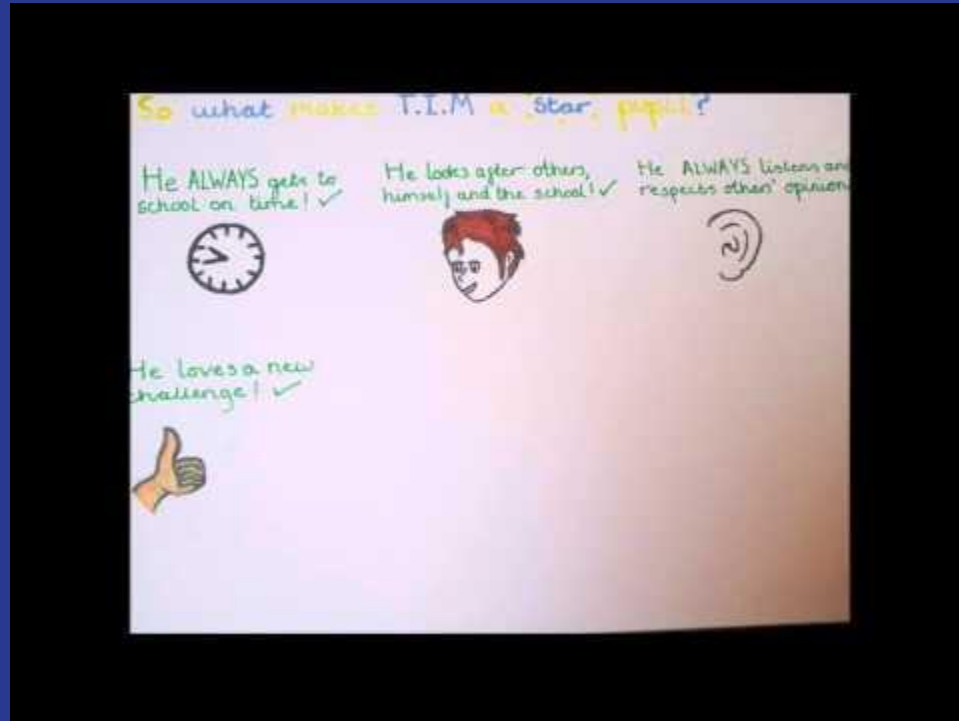 So what makes T.I.M a star pupil?
He ALWAYS gets to
school on time! ✓
He looks after others,
himself and the school! ✓
He ALWAYS listens and
respects others' opinion
He loves a new
challenge! ✓